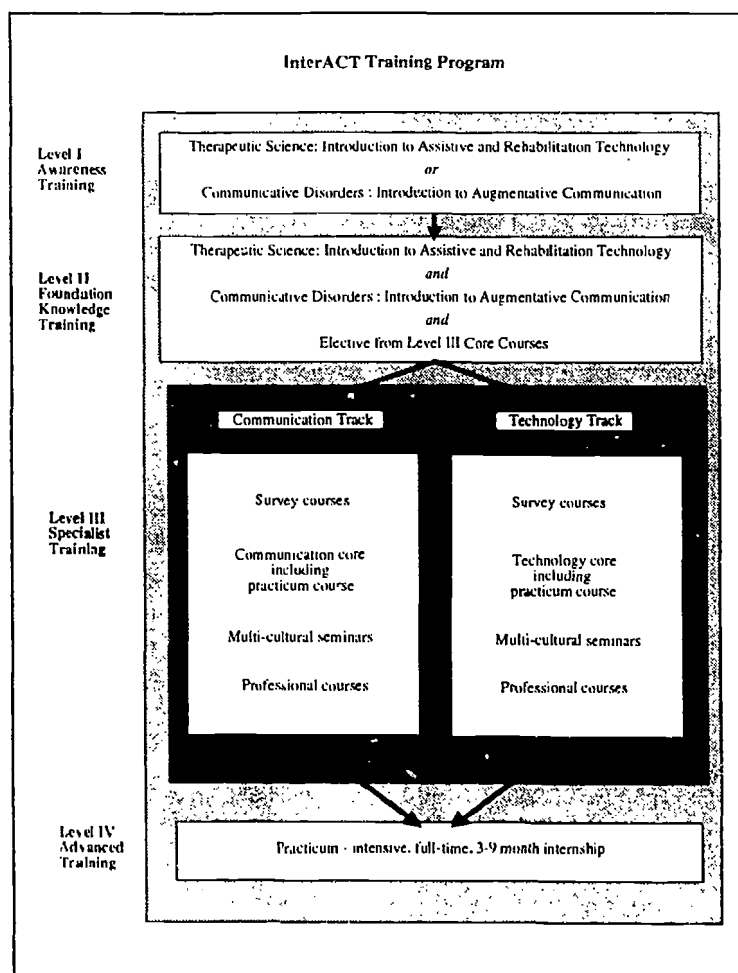 InterACT Training Program
Level I
Awareness
Training
Therapeutic Science: Introduction to Assistive and Rehabilitation Technology
or
Communicative Disorders : Introduction to Augmentative Communication
Level II
Foundation
Knowledge
Training
Therapeutic Science: Introduction to Assistive and Rehabilitation Technology
and
Communicative Disorders : Introduction to Augmentative Communication
and
Elective from Level III Core Courses
Level III
Specialist
Training
Communication Track
Survey courses
Communication core
including
practicum course
Multi-cultural seminars
Professional courses
Technology Track
Survey courses
Technology core
including
practicum course
Multi-cultural seminars
Professional courses
Level IV
Advanced
Training
Practicum - intensive, full-time, 3-9 month internship